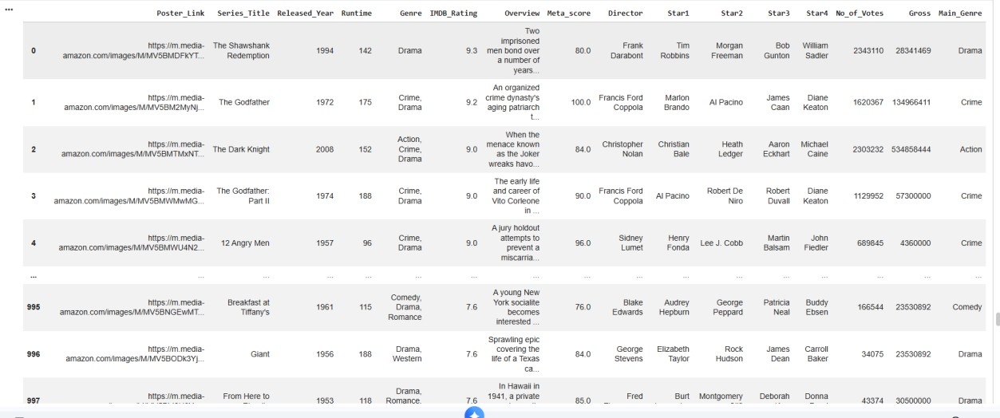 Poster_Link Series_Title Released_Year Runtime Genre IMDB_Rating Overview Meta_score Director Star1 Star2 Star3 Star4 No_of_Votes Gross Main_Genre
0 https://m.media-amazon.com/images/M/MV5BMDFkYT... The Shawshank Redemption 1994 142 Drama 9.3 Two imprisoned men bond over a number of years... 80.0 Frank Darabont Tim Robbins Morgan Freeman Bob Gunton William Sadler 2343110 28341469 Drama
1 https://m.media-amazon.com/images/M/MV5BM2MyNj... The Godfather 1972 175 Crime, Drama 9.2 An organized crime dynasty's aging patriarch t... 100.0 Francis Ford Coppola Marlon Brando Al Pacino James Caan Diane Keaton 1620367 134966411 Crime
2 https://m.media-amazon.com/images/M/MV5BMTMxNT... The Dark Knight 2008 152 Action, Crime, Drama 9.0 When the menace known as the Joker wreaks havo... 84.0 Christopher Nolan Christian Bale Heath Ledger Aaron Eckhart Michael Caine 2303232 534858444 Action
3 https://m.media-amazon.com/images/M/MV5BMWMwMG... The Godfather: Part II 1974 188 Crime, Drama 9.0 The early life and career of Vito Corleone in ... 90.0 Francis Ford Coppola Al Pacino Robert De Niro Robert Duvall Diane Keaton 1129952 57300000 Crime
4 https://m.media-amazon.com/images/M/MV5BMWU4N2... 12 Angry Men 1957 96 Crime, Drama 9.0 A jury holdout attempts to prevent a miscarria... 96.0 Sidney Lumet Henry Fonda Lee J. Cobb Martin Balsam John Fiedler 689845 4360000 Crime
... ... ... ... ... ... ... ... ... ... ... ... ... ... ... ... ...
995 https://m.media-amazon.com/images/M/MV5BNGEwMT... Breakfast at Tiffany's 1961 115 Comedy, Drama, Romance 7.6 A young New York socialite becomes interested ... 76.0 Blake Edwards Audrey Hepburn George Peppard Patricia Neal Buddy Ebsen 166544 23530892 Comedy
996 https://m.media-amazon.com/images/M/MV5BODk3Yj... Giant 1956 188 Drama, Western 7.6 Sprawling epic covering the life of a Texas ca... 84.0 George Stevens Elizabeth Taylor Rock Hudson James Dean Carroll Baker 34075 23530892 Drama
997 https://m.media- From Here to 1953 118 Drama, Romance, 7.6 In Hawaii in 1941, a private 85.0 Fred Burt Montgomery Deborah Donna 43374 30500000 Drama